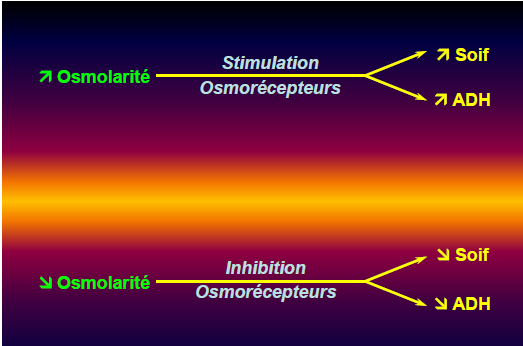 ↗ Osmolarité
Stimulation
Osmorécepteurs
↗ Soif
↗ ADH
↘ Osmolarité
Inhibition
Osmorécepteurs
↘ Soif
↘ ADH